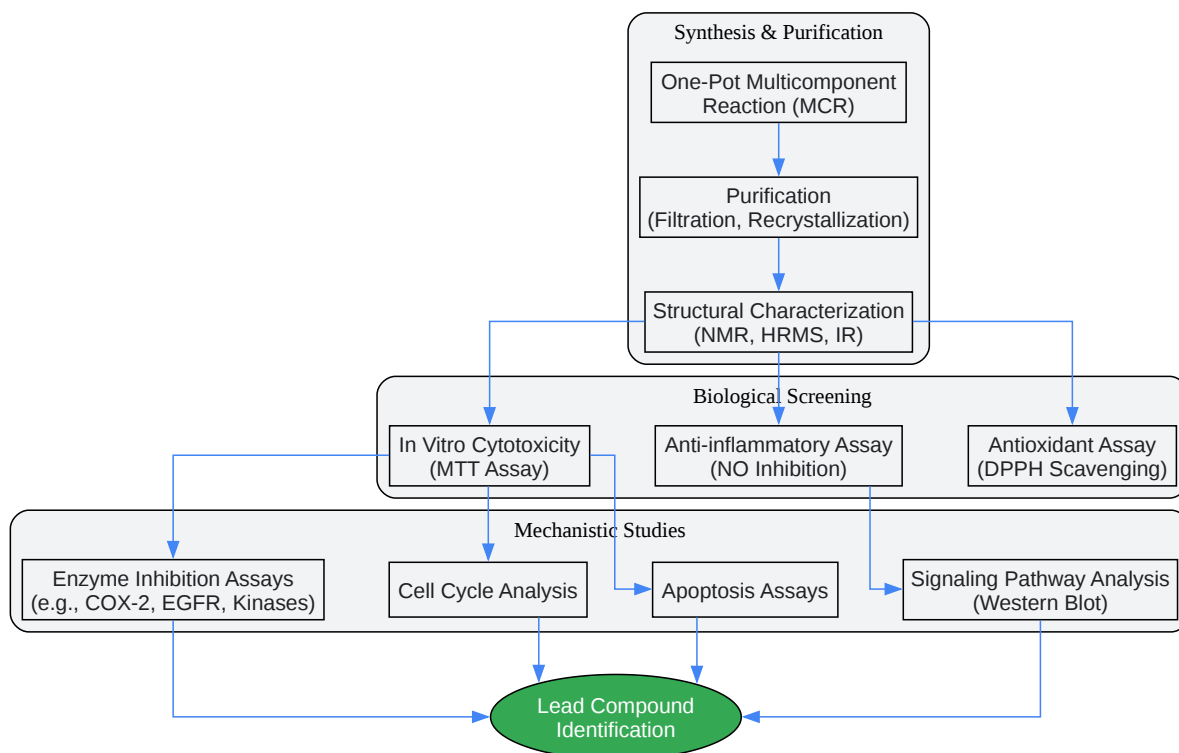 Synthesis & Purification
One-Pot Multicomponent
Reaction (MCR)
Purification
(Filtration, Recrystallization)
Structural Characterization
(NMR, HRMS, IR)
Biological Screening
In Vitro Cytotoxicity
(MTT Assay)
Anti-inflammatory Assay
(NO Inhibition)
Antioxidant Assay
(DPPH Scavenging)
Mechanistic Studies
Enzyme Inhibition Assays
(e.g., COX-2, EGFR, Kinases)
Cell Cycle Analysis
Apoptosis Assays
Signaling Pathway Analysis
(Western Blot)
Lead Compound
Identification